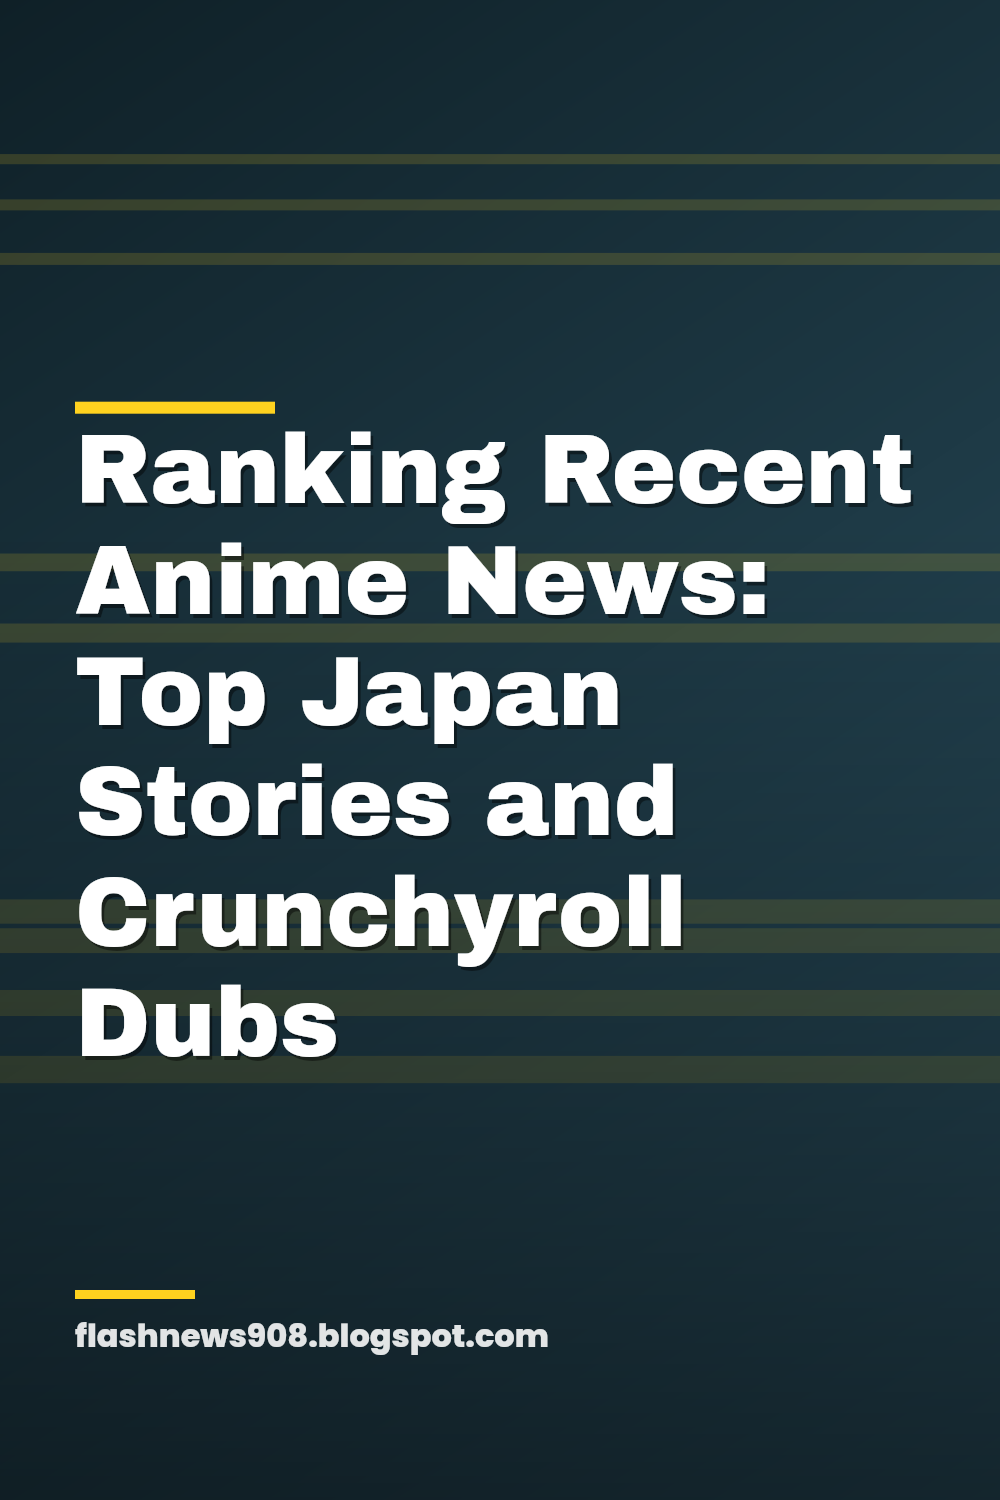 Ranking Recent
Anime News:
Top Japan
Stories and
Crunchyroll
Dubs
flashnews908.blogspot.com